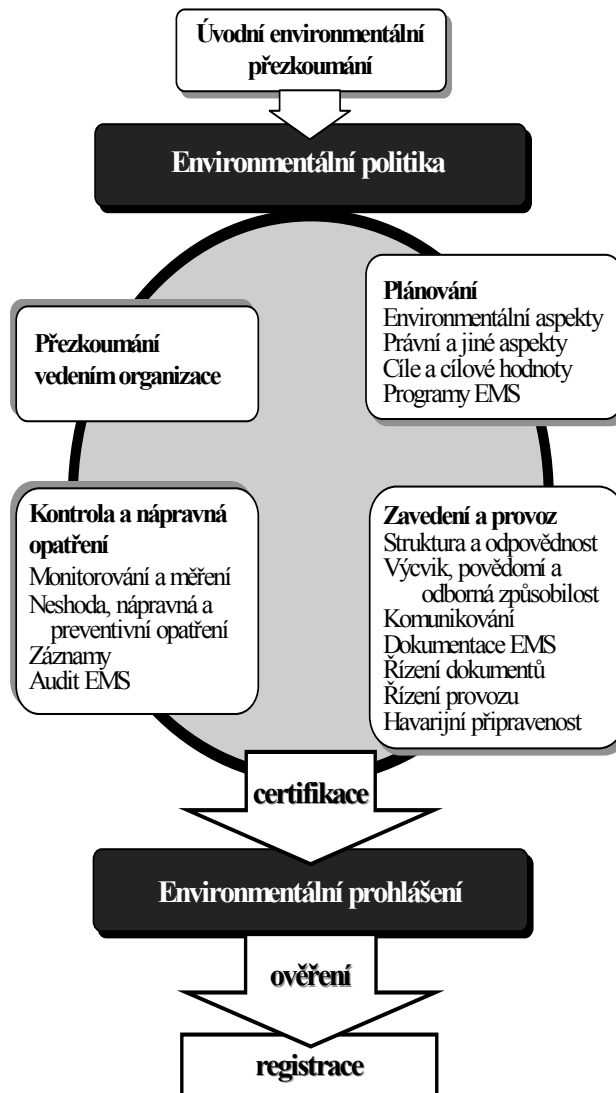 Úvodní environmentální
přezkoumání
Environmentální politika
Plánování
Environmentální aspekty
Právní a jiné aspekty
Cíle a cílové hodnoty
Programy EMS
Přezkoumání
vedením organizace
Zavedení a provoz
Struktura a odpovědnost
Výcvik, povědomí a
odborná způsobilost
Komunikování
Dokumentace EMS
Řízení dokumentů
Řízení provozu
Havarijní připravenost
Kontrola a nápravná
opatření
Monitorování a měření
Neshoda, nápravná a
preventivní opatření
Záznamy
Audit EMS
certifikace
Environmentální prohlášení
ověření
registrace